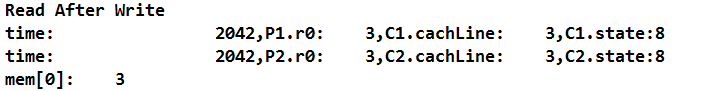 Read After Write
time:                 2042,P1.r0:    3,C1.cachLine:    3,C1.state:8
time:                 2042,P2.r0:    3,C2.cachLine:    3,C2.state:8
mem[0]:    3